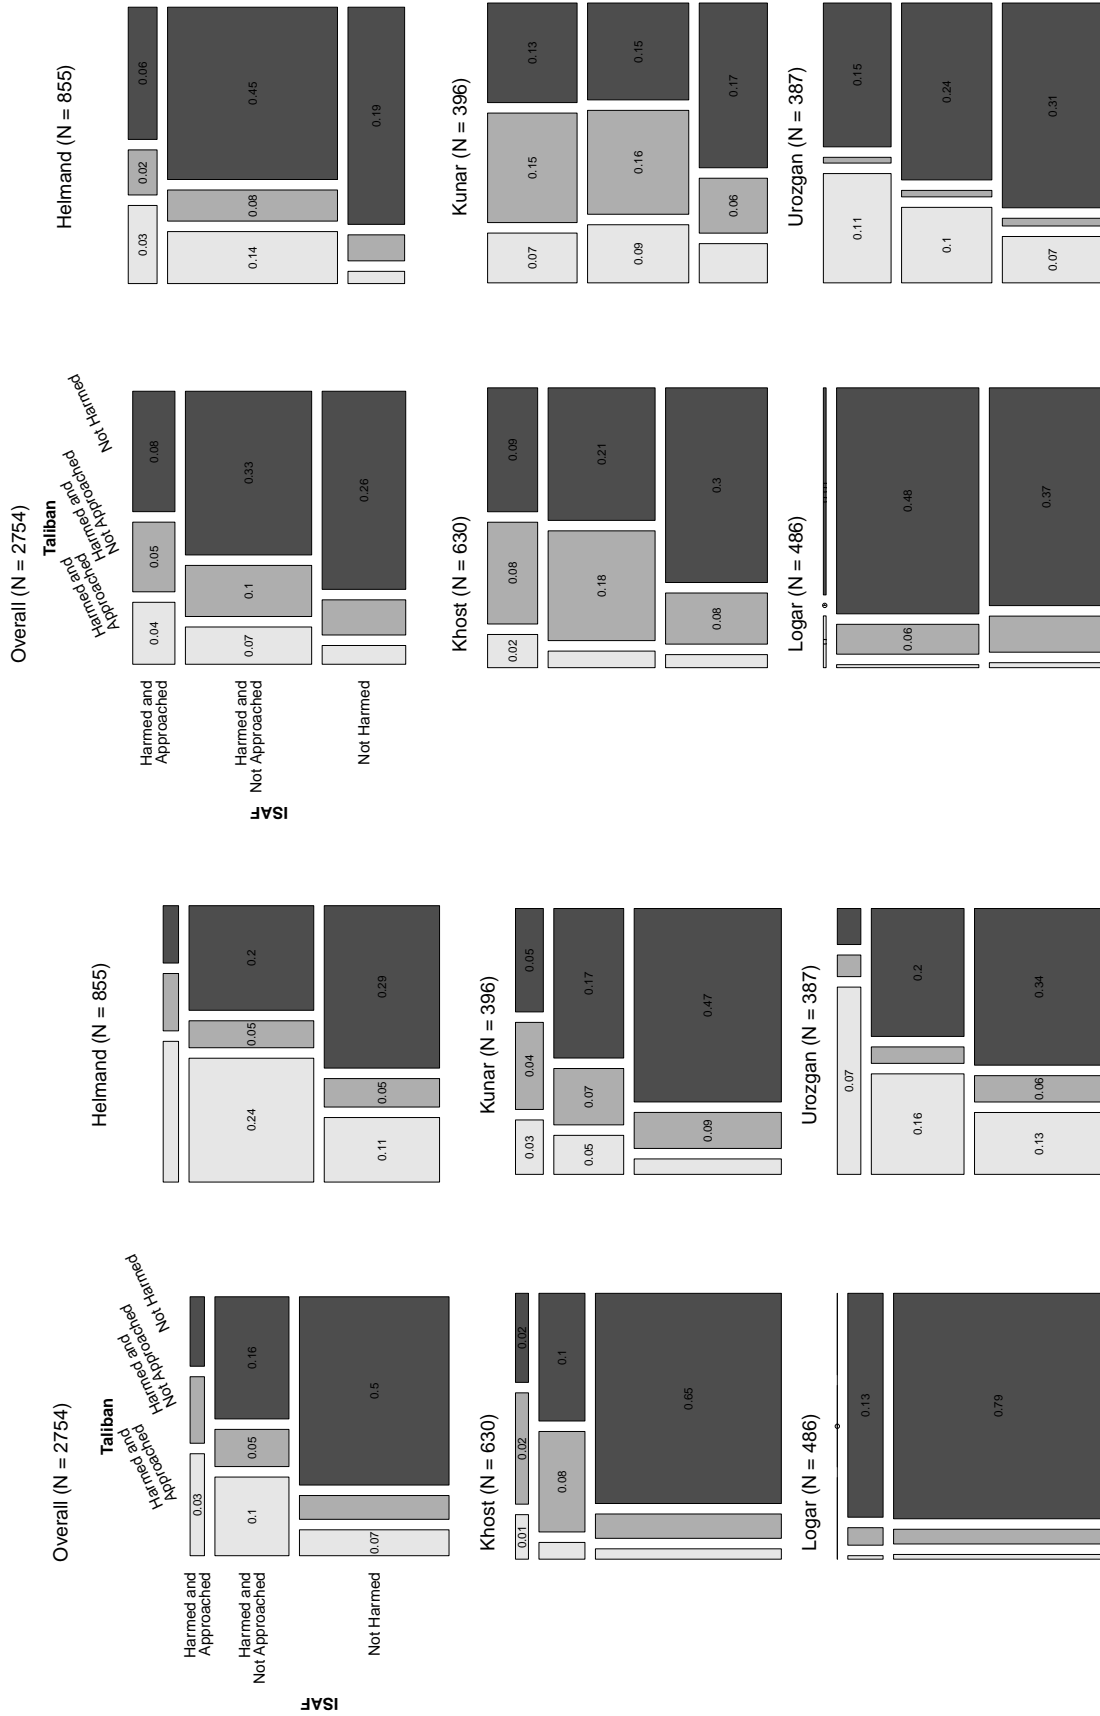 Overall (N = 2754)
Taliban
Harmed and
Approached
Harmed and
Not Approached
Not Harmed
ISAF
Harmed and
Approached
0.03
Harmed and
Not Approached
0.1 0.05 0.16
Not Harmed
0.07 0.5
Helmand (N = 855)
0.24 0.05 0.2
0.11 0.05 0.29
Khost (N = 630)
0.01 0.02 0.02
0.08 0.1
0.65
Kunar (N = 396)
0.03 0.04 0.05
0.05 0.07 0.17
0.09 0.47
Logar (N = 486)
0.13
0.79
Urozgan (N = 387)
0.07
0.16 0.2
0.13 0.06 0.34
Overall (N = 2754)
Taliban
Harmed and
Approached
Harmed and
Not Approached
Not Harmed
ISAF
Harmed and
Approached
0.04 0.05 0.08
Harmed and
Not Approached
0.07 0.1 0.33
Not Harmed
0.26
Helmand (N = 855)
0.03 0.02 0.06
0.14 0.08 0.45
0.19
Khost (N = 630)
0.02 0.08 0.09
0.18 0.21
0.08 0.3
Kunar (N = 396)
0.07 0.15 0.13
0.09 0.16 0.15
0.06 0.17
Logar (N = 486)
0.06 0.48
0.37
Urozgan (N = 387)
0.11 0.15
0.1 0.24
0.07 0.31